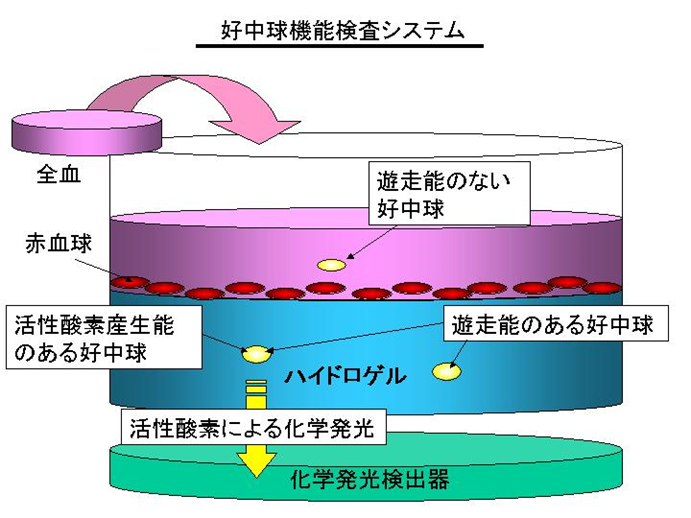 好中球機能検査システム
全血
遊走能のない
好中球
赤血球
活性酸素産生能
のある好中球
遊走能のある好中球
ハイドロゲル
活性酸素による化学発光
化学発光検出器